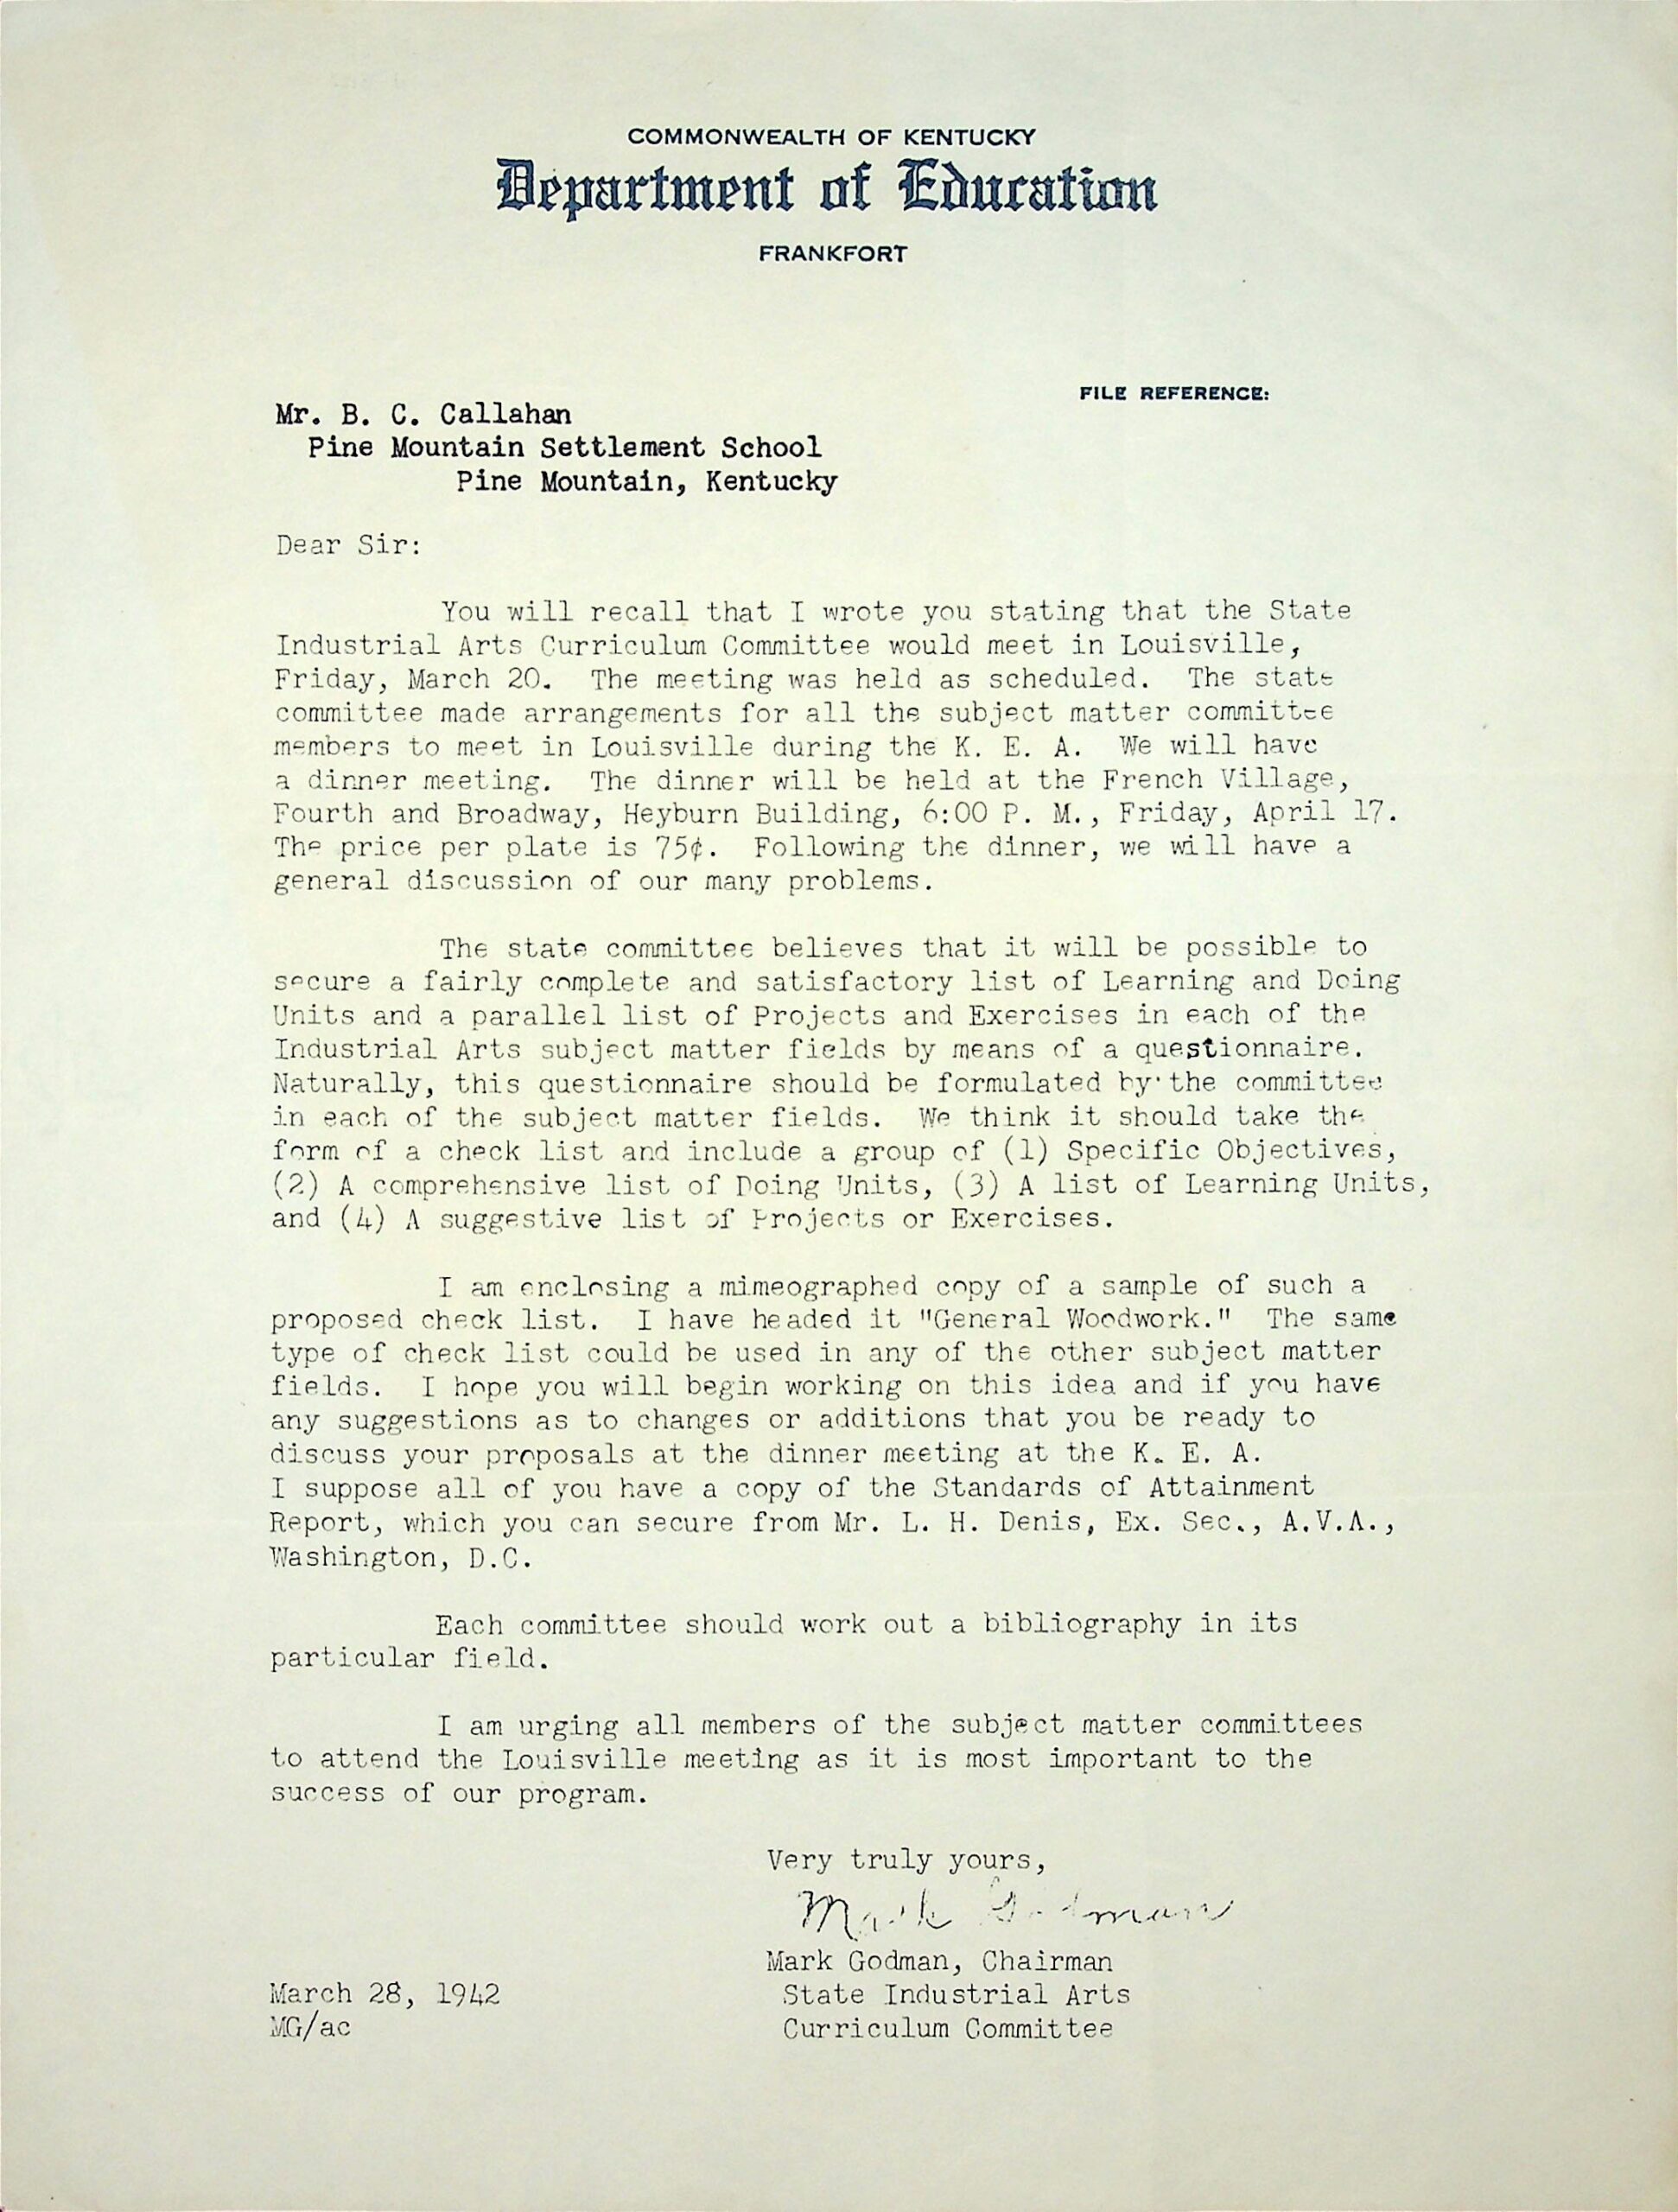 COMMONWEALTH OF KENTUCKY
Department of Education
FRANKFORT
FILE REFERENCE:
Mr. B. C. Callahan
Pine Mountain Settlement School
Pine Mountain, Kentucky
Dear Sir:
You will recall that I wrote you stating that the State
Industrial Arts Curriculum Committee would meet in Louisville,
Friday, March 20. The meeting was held as scheduled. The state
committee made arrangements for all the subject matter committee
members to meet in Louisville during the K. E. A. We will have
a dinner meeting. The dinner will be held at the French Village,
Fourth and Broadway, Heyburn Building, 6:00 P. M., Friday, April 17.
The price per plate is 75¢. Following the dinner, we will have a
general discussion of our many problems.
The state committee believes that it will be possible to
secure a fairly complete and satisfactory list of Learning and Doing
Units and a parallel list of Projects and Exercises in each of the
Industrial Arts subject matter fields by means of a questionnaire.
Naturally, this questionnaire should be formulated by the committee
in each of the subject matter fields. We think it should take the
form of a check list and include a group of (1) Specific Objectives,
(2) A comprehensive list of Doing Units, (3) A list of Learning Units,
and (4) A suggestive list of Projects or Exercises.
I am enclosing a mimeographed copy of a sample of such a
proposed check list. I have headed it "General Woodwork." The same
type of check list could be used in any of the other subject matter
fields. I hope you will begin working on this idea and if you have
any suggestions as to changes or additions that you be ready to
discuss your proposals at the dinner meeting at the K. E. A.
I suppose all of you have a copy of the Standards of Attainment
Report, which you can secure from Mr. L. H. Denis, Ex. Sec., A.V.A.,
Washington, D.C.
Each committee should work out a bibliography in its
particular field.
I am urging all members of the subject matter committees
to attend the Louisville meeting as it is most important to the
success of our program.
Very truly yours,
Mark Godman
Mark Godman, Chairman
March 28, 1942 State Industrial Arts
MG/ac Curriculum Committee